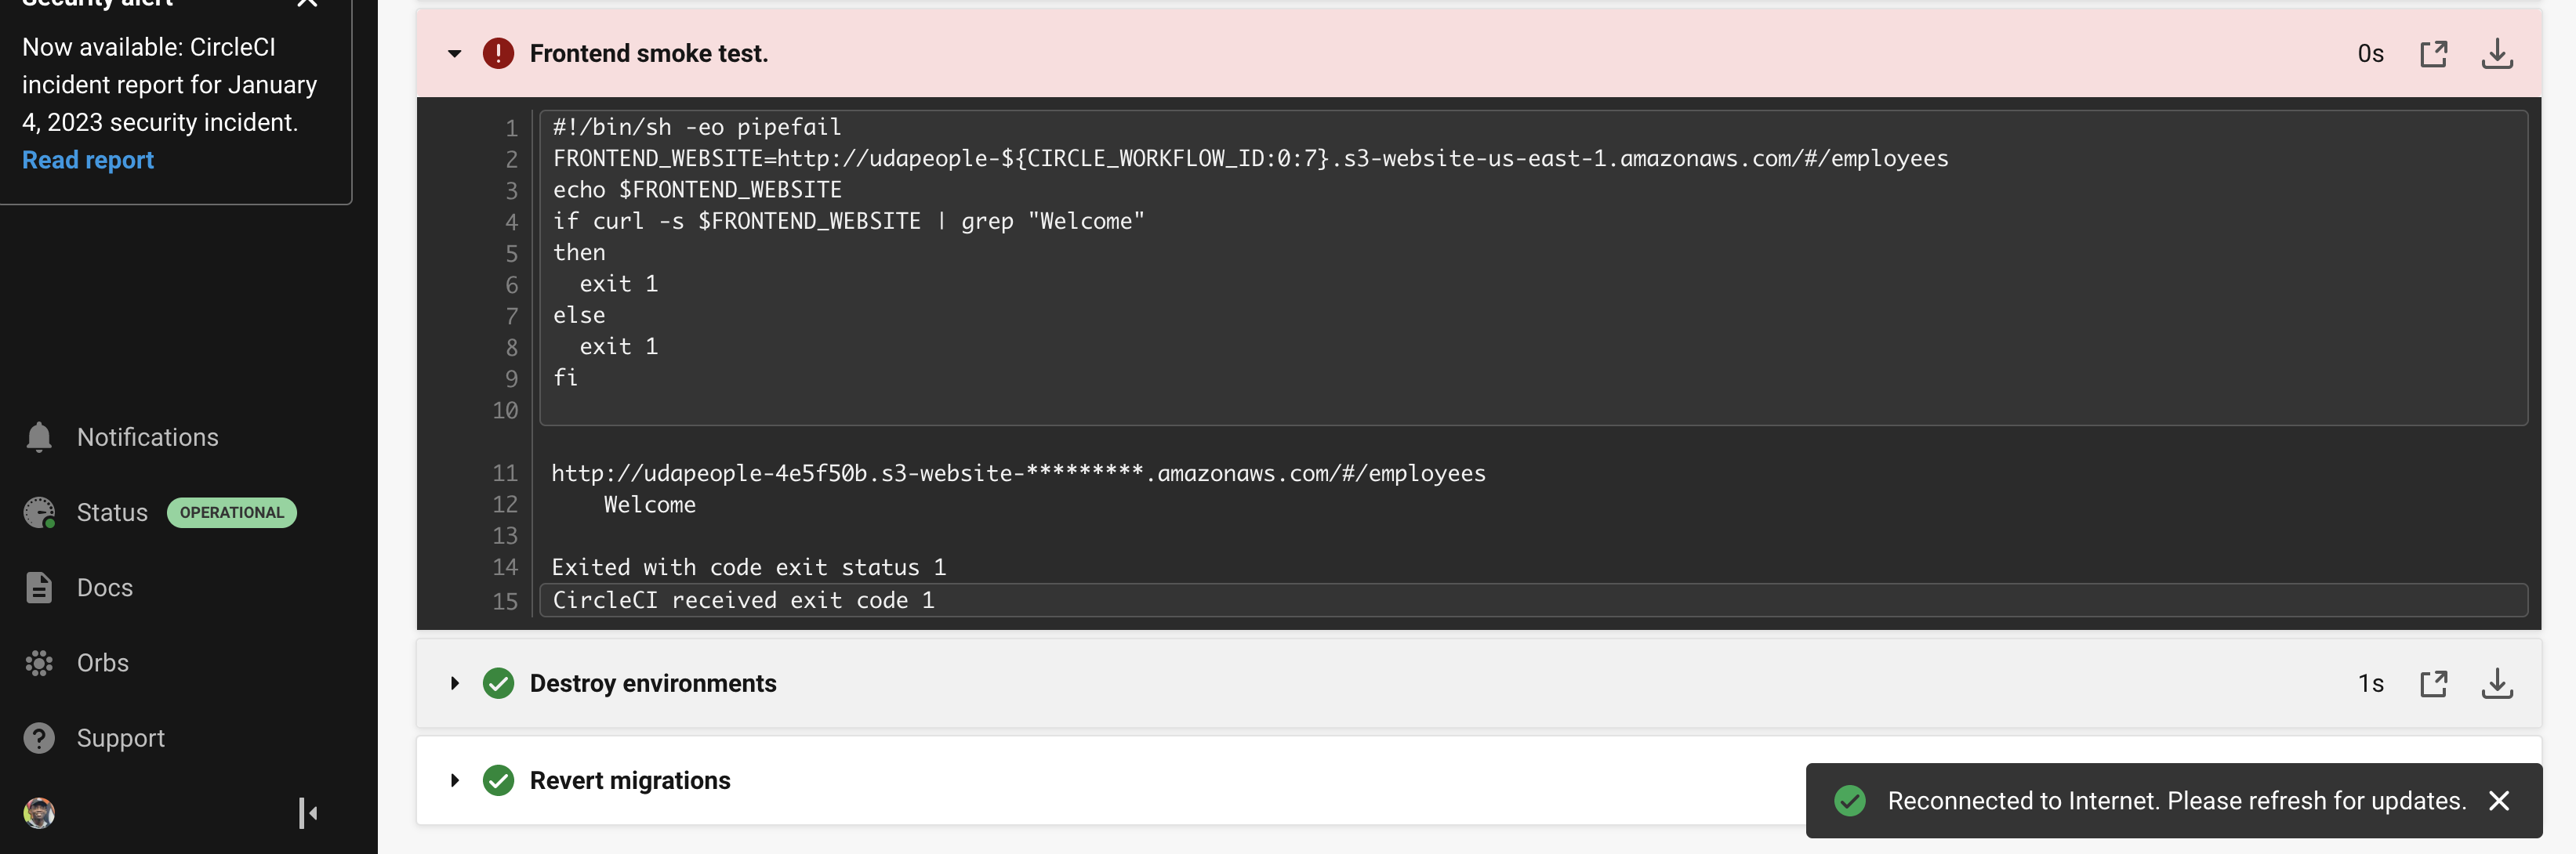 Security alert
Now available: CircleCI
incident report for January
4, 2023 security incident.
Read report
Notifications
Status OPERATIONAL
Docs
Orbs
Support
Frontend smoke test. 0s
1 #!/bin/sh -eo pipefail
2 FRONTEND_WEBSITE=http://udapeople-${CIRCLE_WORKFLOW_ID:0:7}.s3-website-us-east-1.amazonaws.com/#/employees
3 echo $FRONTEND_WEBSITE
4 if curl -s $FRONTEND_WEBSITE | grep "Welcome"
5 then
6 exit 1
7 else
8 exit 1
9 fi
10
11 http://udapeople-4e5f50b.s3-website-*********.amazonaws.com/#/employees
12 Welcome
13
14 Exited with code exit status 1
15 CircleCI received exit code 1
Destroy environments 1s
Revert migrations
Reconnected to Internet. Please refresh for updates.